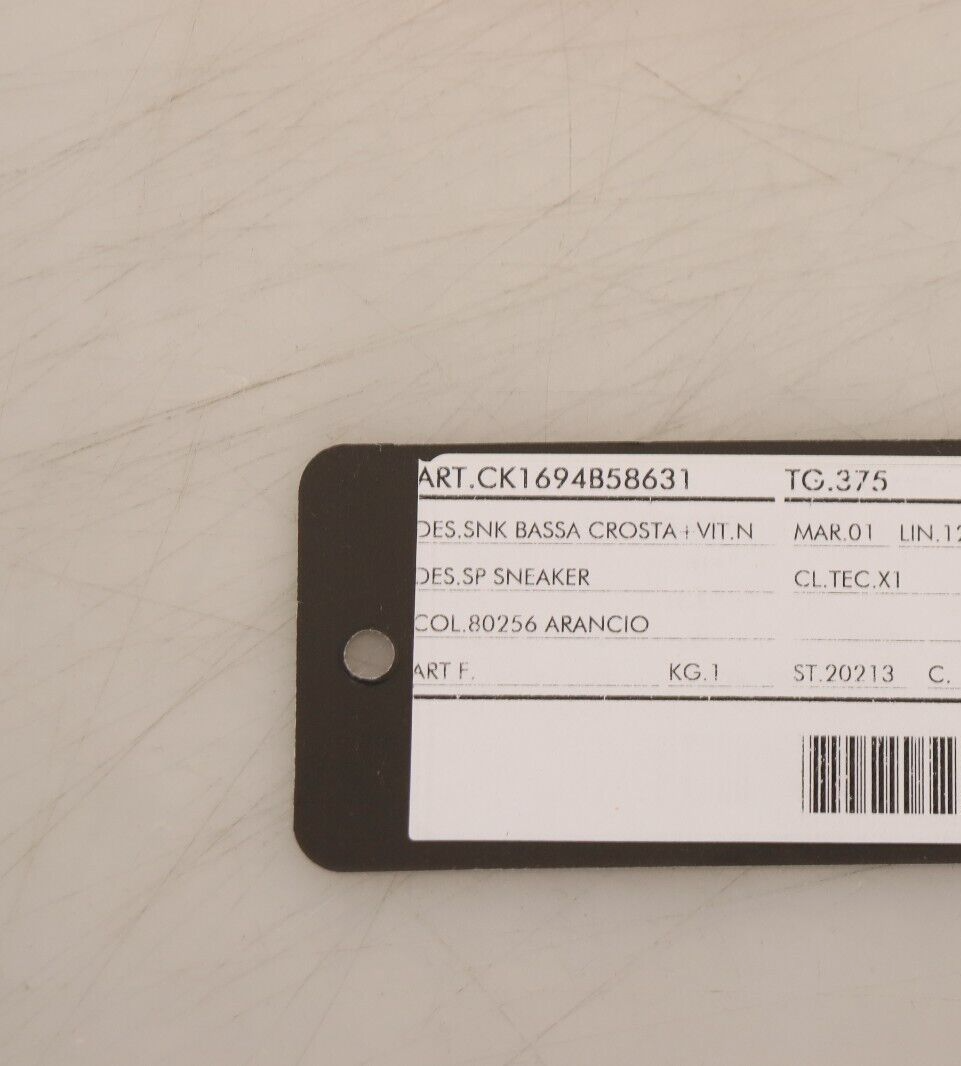 ART.CK1694B58631 TG.375
DES.SNK BASSA CROSTA+VIT.N MAR.01 LIN.12
DES.SP SNEAKER CL.TEC.X1
COL.80256 ARANCIO
ART F. KG.1 ST.20213 C.